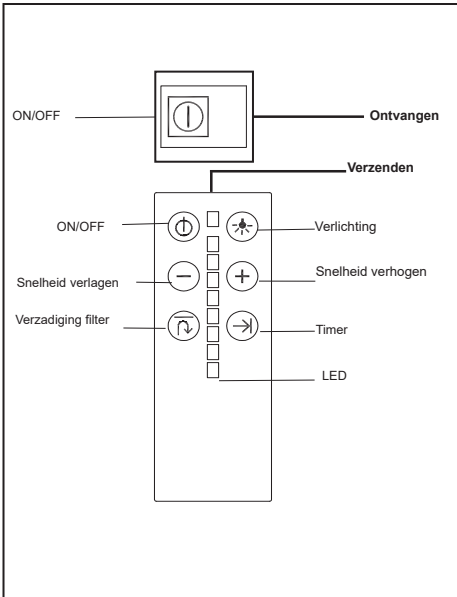 ON/OFF
Ontvangen
Verzenden
ON/OFF
Verlichting
Snelheid verlagen
Snelheid verhogen
Verzadiging filter
Timer
LED